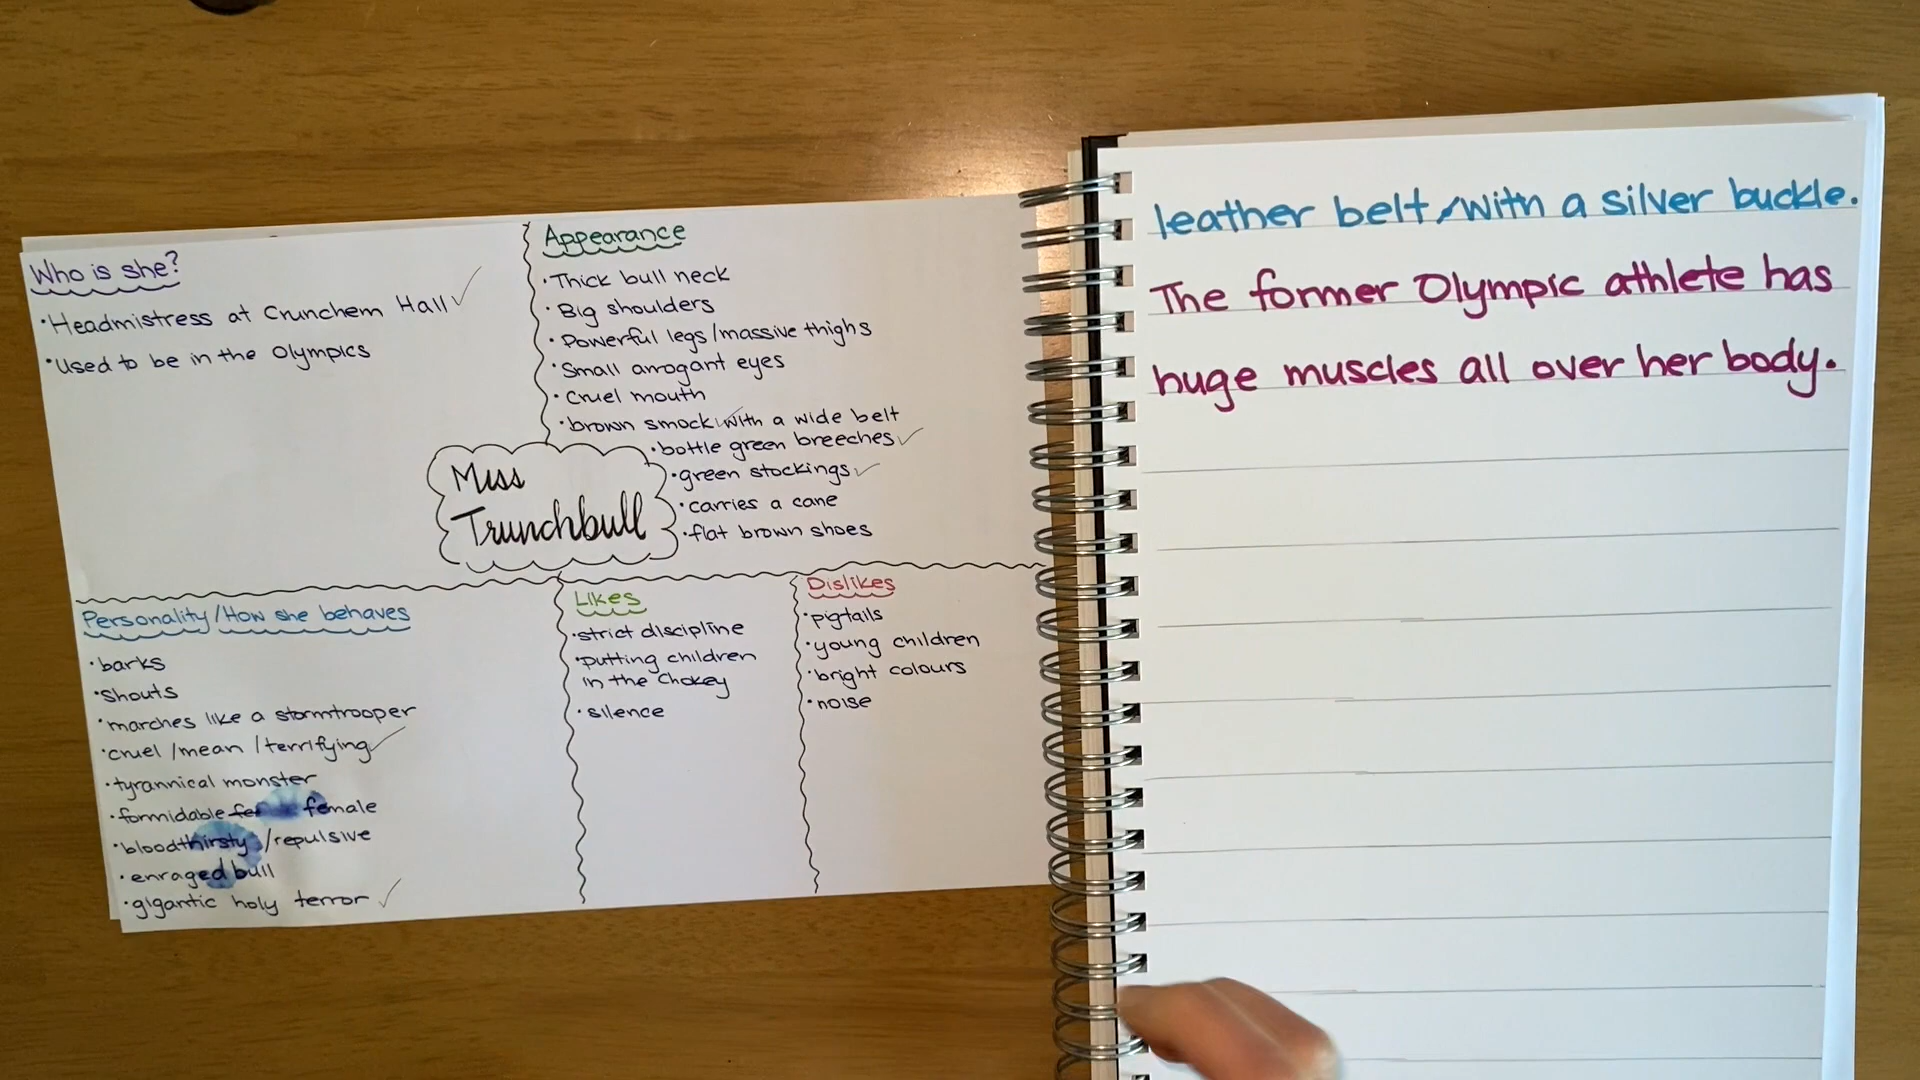 Who is she?
•Headmistress at Crunchem Hall ✓
•Used to be in the Olympics
Appearance
•Thick bull neck
•Big shoulders
•Powerful legs/massive thighs
•Small arrogant eyes
•Cruel mouth
•brown smock✓with a wide belt
•bottle green breeches✓
•green stockings✓
•carries a cane
•flat brown shoes
Miss
Trunchbull
Personality/How she behaves
•barks
•Shouts
•marches like a stormtrooper
•cruel/mean/terrifying✓
•tyrannical monster
•formidable female
•bloodthirsty/repulsive
•enraged bull
•gigantic holy terror ✓
Likes
•strict discipline
•putting children
in the Chokey
•silence
Dislikes
•pigtails
•young children
•bright colours
•noise
leather belt, with a silver buckle.
The former Olympic athlete has
huge muscles all over her body.